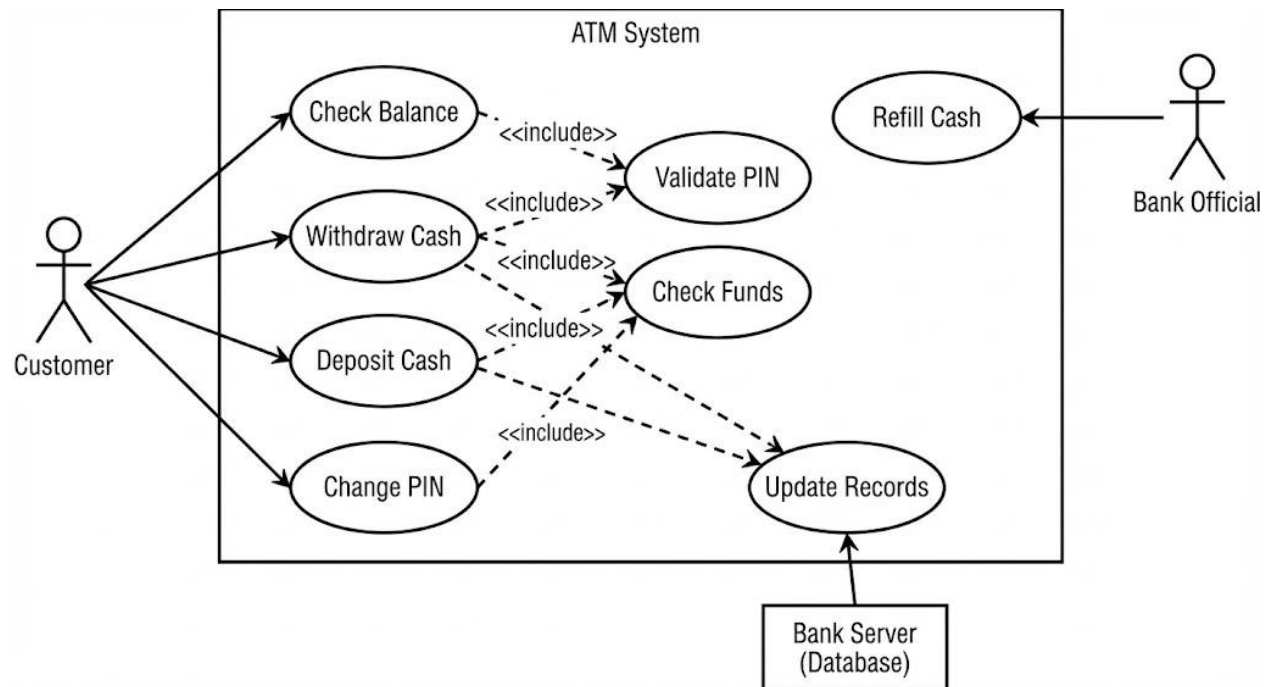 ATM System
Check Balance
<<include>>
Refill Cash
Validate PIN
Bank Official
<<include>>
Withdraw Cash
<<include>>
Check Funds
Customer
<<include>>
Deposit Cash
<<include>>
Change PIN
Update Records
Bank Server
(Database)